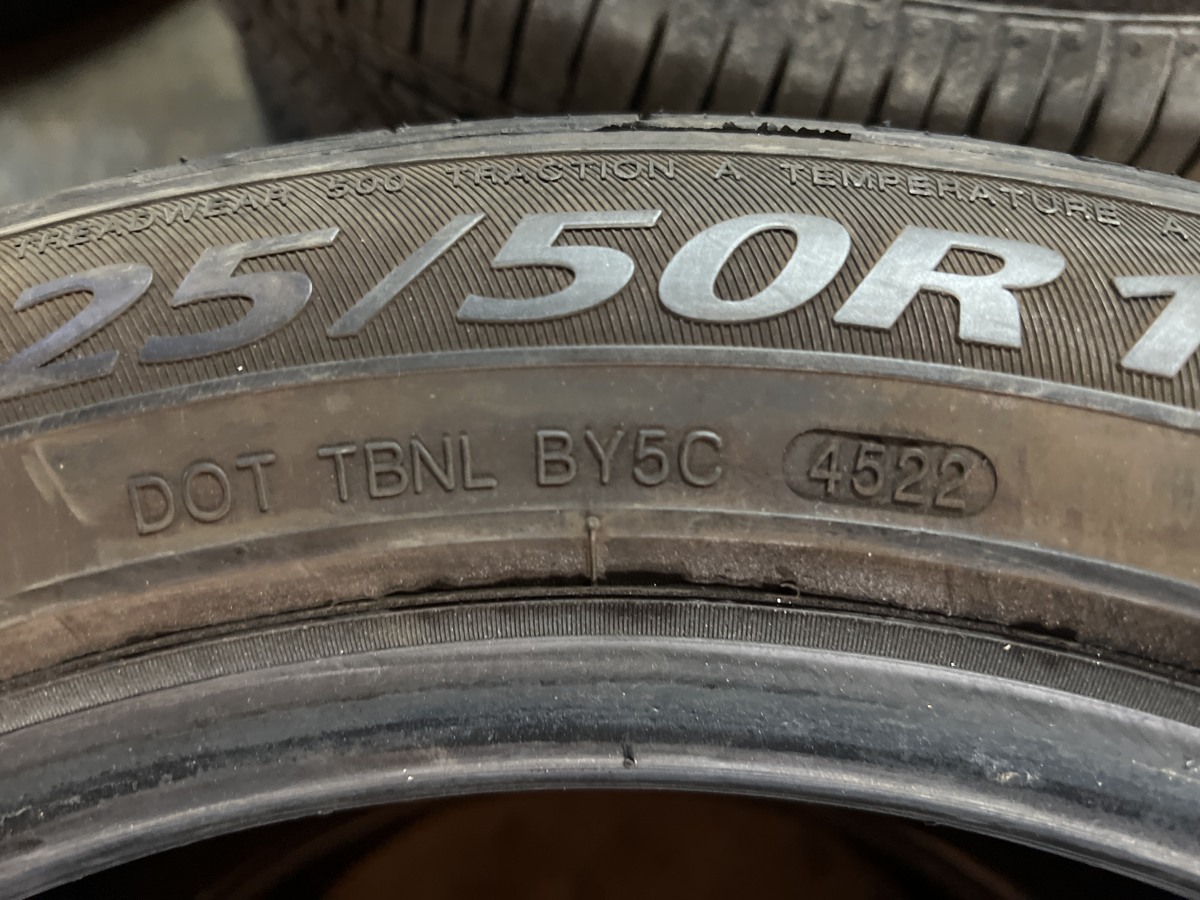 TREADWEAR 500 TRACTION A TEMPERATURE A
25/50R1
DOT TBNL BY5C 4522